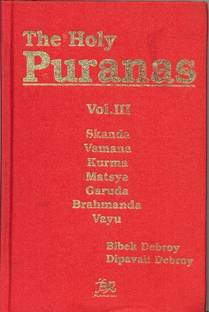 The Holy
Puranas
Vol.III
Skanda
Vamana
Kurma
Matsya
Garuda
Brahmanda
Vayu
Bibek Debroy
Dipavali Debroy